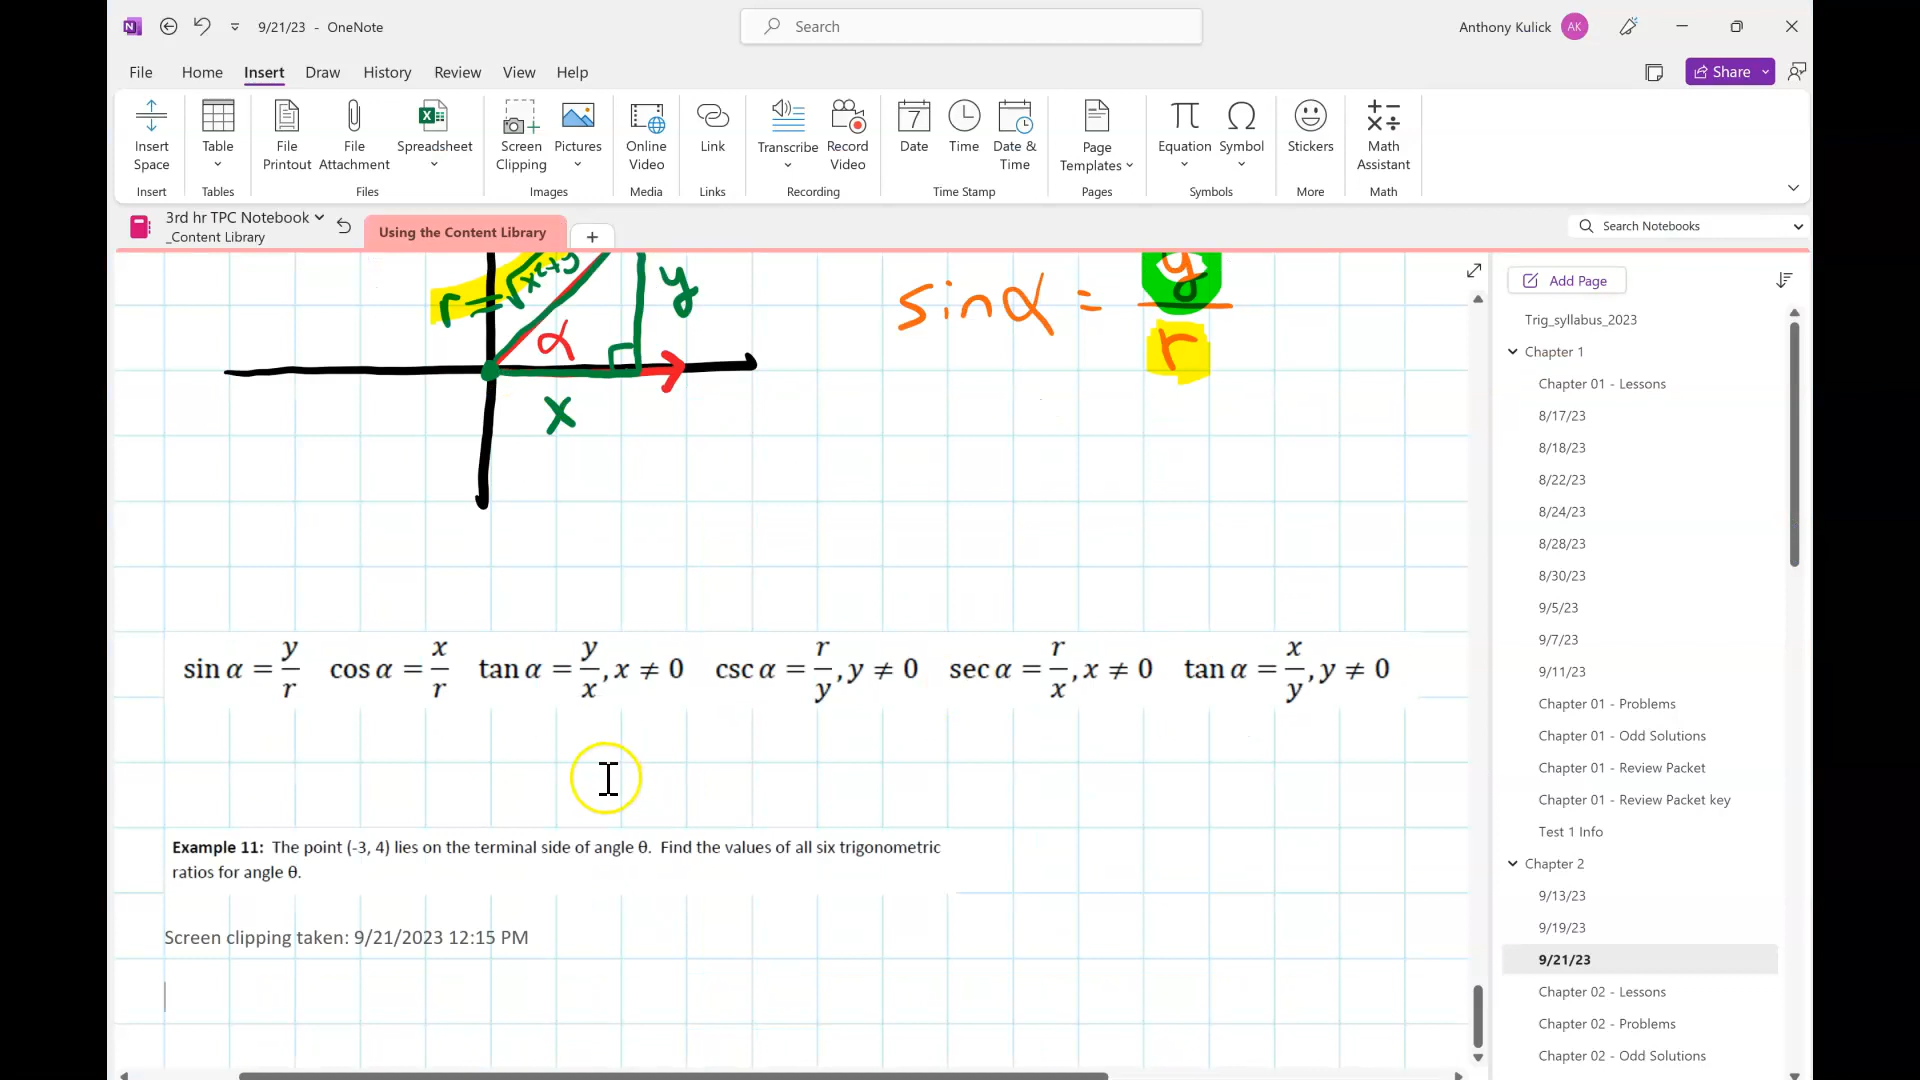 9/21/23 - OneNote
Search
Anthony Kulick AK
File Home Insert Draw History Review View Help
Share
Insert Space
Table
File Printout
File Attachment
Spreadsheet
Screen Clipping
Pictures
Online Video
Link
Transcribe
Record Video
Date
Time
Date & Time
Page Templates
Equation
Symbol
Stickers
Math Assistant
Insert Tables Files Images Media Links Recording Time Stamp Pages Symbols More Math
3rd hr TPC Notebook
_Content Library
Using the Content Library
Search Notebooks
r = √x²+y
y
α
x
sin α = y/r
sin α = y/r cos α = x/r tan α = y/x, x ≠ 0 csc α = r/y, y ≠ 0 sec α = r/x, x ≠ 0 tan α = x/y, y ≠ 0
Example 11: The point (-3, 4) lies on the terminal side of angle θ. Find the values of all six trigonometric
ratios for angle θ.
Screen clipping taken: 9/21/2023 12:15 PM
Add Page
Trig_syllabus_2023
Chapter 1
Chapter 01 - Lessons
8/17/23
8/18/23
8/22/23
8/24/23
8/28/23
8/30/23
9/5/23
9/7/23
9/11/23
Chapter 01 - Problems
Chapter 01 - Odd Solutions
Chapter 01 - Review Packet
Chapter 01 - Review Packet key
Test 1 Info
Chapter 2
9/13/23
9/19/23
9/21/23
Chapter 02 - Lessons
Chapter 02 - Problems
Chapter 02 - Odd Solutions